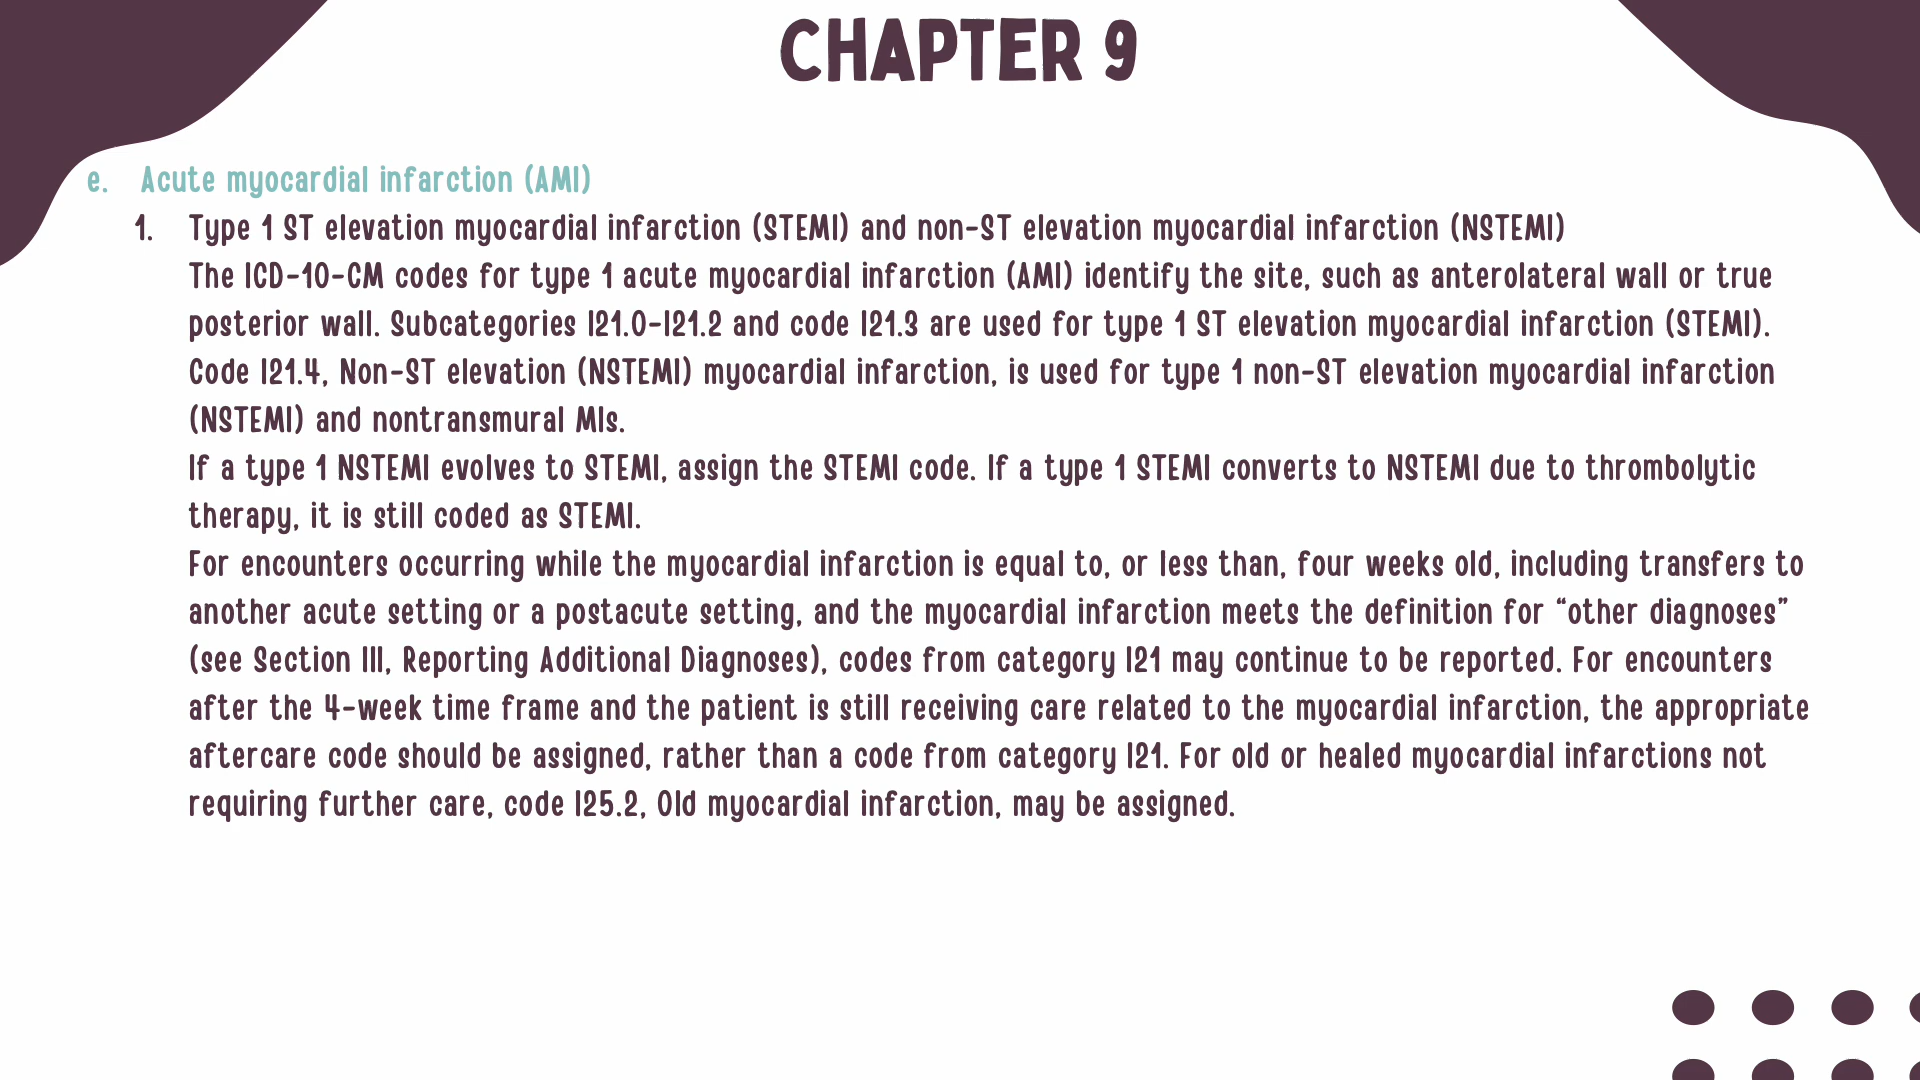 CHAPTER 9
e. Acute myocardial infarction (AMI)
1. Type 1 ST elevation myocardial infarction (STEMI) and non-ST elevation myocardial infarction (NSTEMI)
The ICD-10-CM codes for type 1 acute myocardial infarction (AMI) identify the site, such as anterolateral wall or true
posterior wall. Subcategories I21.0-I21.2 and code I21.3 are used for type 1 ST elevation myocardial infarction (STEMI).
Code I21.4, Non-ST elevation (NSTEMI) myocardial infarction, is used for type 1 non-ST elevation myocardial infarction
(NSTEMI) and nontransmural MIs.
If a type 1 NSTEMI evolves to STEMI, assign the STEMI code. If a type 1 STEMI converts to NSTEMI due to thrombolytic
therapy, it is still coded as STEMI.
For encounters occurring while the myocardial infarction is equal to, or less than, four weeks old, including transfers to
another acute setting or a postacute setting, and the myocardial infarction meets the definition for “other diagnoses”
(see Section III, Reporting Additional Diagnoses), codes from category I21 may continue to be reported. For encounters
after the 4-week time frame and the patient is still receiving care related to the myocardial infarction, the appropriate
aftercare code should be assigned, rather than a code from category I21. For old or healed myocardial infarctions not
requiring further care, code I25.2, Old myocardial infarction, may be assigned.